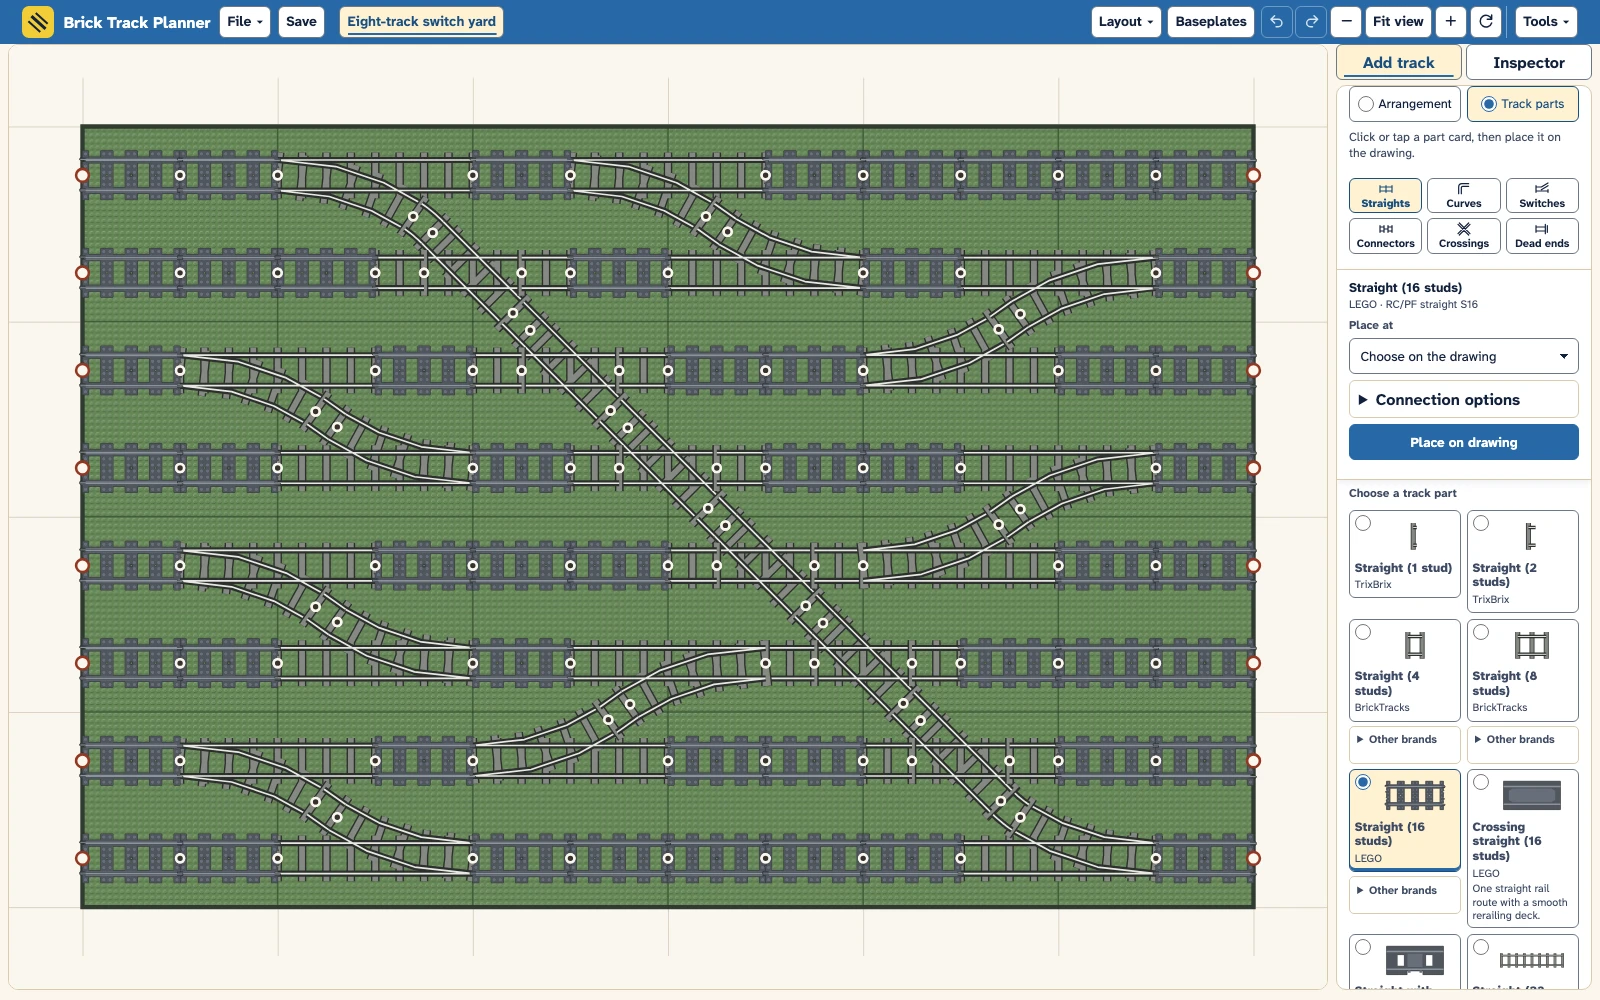 Brick Track Planner
File
Save
Eight-track switch yard
Layout
Baseplates
Fit view
Tools
Add track
Inspector
Arrangement
Track parts
Click or tap a part card, then place it on
the drawing.
Straights
Curves
Switches
Connectors
Crossings
Dead ends
Straight (16 studs)
LEGO · RC/PF straight S16
Place at
Choose on the drawing
Connection options
Place on drawing
Choose a track part
Straight (1 stud)
TrixBrix
Straight (2
studs)
TrixBrix
Straight (4
studs)
BrickTracks
Straight (8
studs)
BrickTracks
Other brands
Other brands
Straight (16
studs)
LEGO
Other brands
Crossing
straight (16
studs)
LEGO
One straight rail
route with a smooth
rerailing deck.